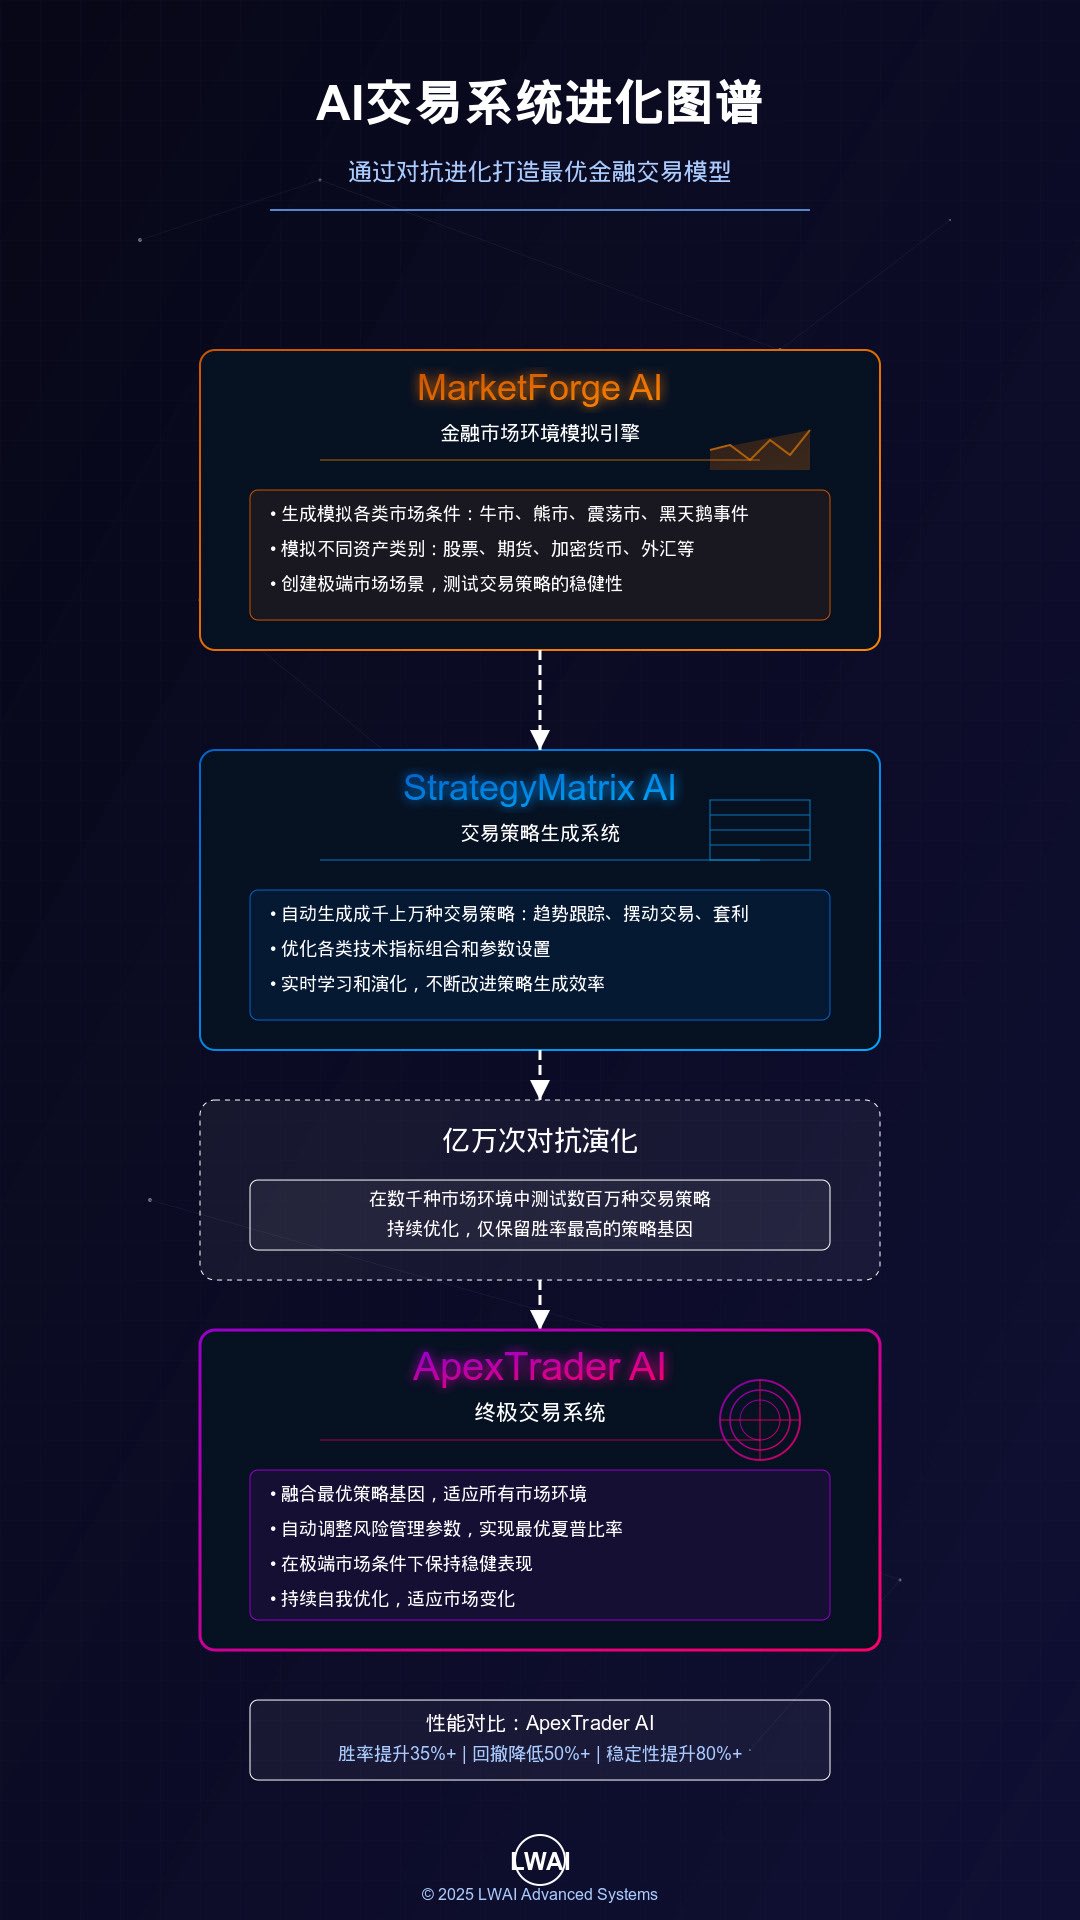 AI交易系统进化图谱
通过对抗进化打造最优金融交易模型
MarketForge AI
金融市场环境模拟引擎
• 生成模拟各类市场条件：牛市、熊市、震荡市、黑天鹅事件
• 模拟不同资产类别：股票、期货、加密货币、外汇等
• 创建极端市场场景，测试交易策略的稳健性
StrategyMatrix AI
交易策略生成系统
• 自动生成成千上万种交易策略：趋势跟踪、摆动交易、套利
• 优化各类技术指标组合和参数设置
• 实时学习和演化，不断改进策略生成效率
亿万次对抗演化
在数千种市场环境中测试数百万种交易策略
持续优化，仅保留胜率最高的策略基因
ApexTrader AI
终极交易系统
• 融合最优策略基因，适应所有市场环境
• 自动调整风险管理参数，实现最优夏普比率
• 在极端市场条件下保持稳健表现
• 持续自我优化，适应市场变化
性能对比：ApexTrader AI
胜率提升35%+ | 回撤降低50%+ | 稳定性提升80%+
LWAI
© 2025 LWAI Advanced Systems